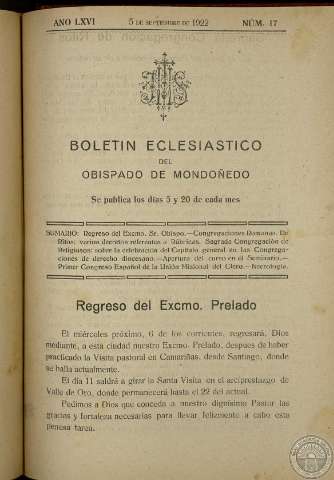 AÑO LXVI 5 DE SEPTIEMBRE DE 1922 NÚM. 17
BOLETIN ECLESIASTICO
DEL
OBISPADO DE MONDOÑEDO
Se publica los días 5 y 20 de cada mes
SUMARIO: Regreso del Excmo. Sr. Obispo.—Congregaciones Romanas. De
Ritos: varios decretos referentes a Rúbricas. Sagrada Congregación de
Religiosos: sobre la celebración del Capítulo general en las Congrega-
ciones de derecho diocesano.—Apertura del curso en el Seminario.—
Primer Congreso Español de la Unión Misional del Clero.—Necrología.
Regreso del Excmo. Prelado
El miércoles próximo, 6 de los corrientes, regresará, Dios
mediante, a esta ciudad nuestro Excmo. Prelado, después de haber
practicado la Visita pastoral en Camariñas, desde Santiago, donde
se halla actualmente.
El día 11 saldrá a girar la Santa Visita en el arciprestazgo de
Valle de Oro, donde permanecerá hasta el 22 del actual.
Pedimos a Dios que conceda a nuestro dignísimo Pastor las
gracias y fortaleza necesarias para llevar felizmente a cabo esta
penosa tarea.